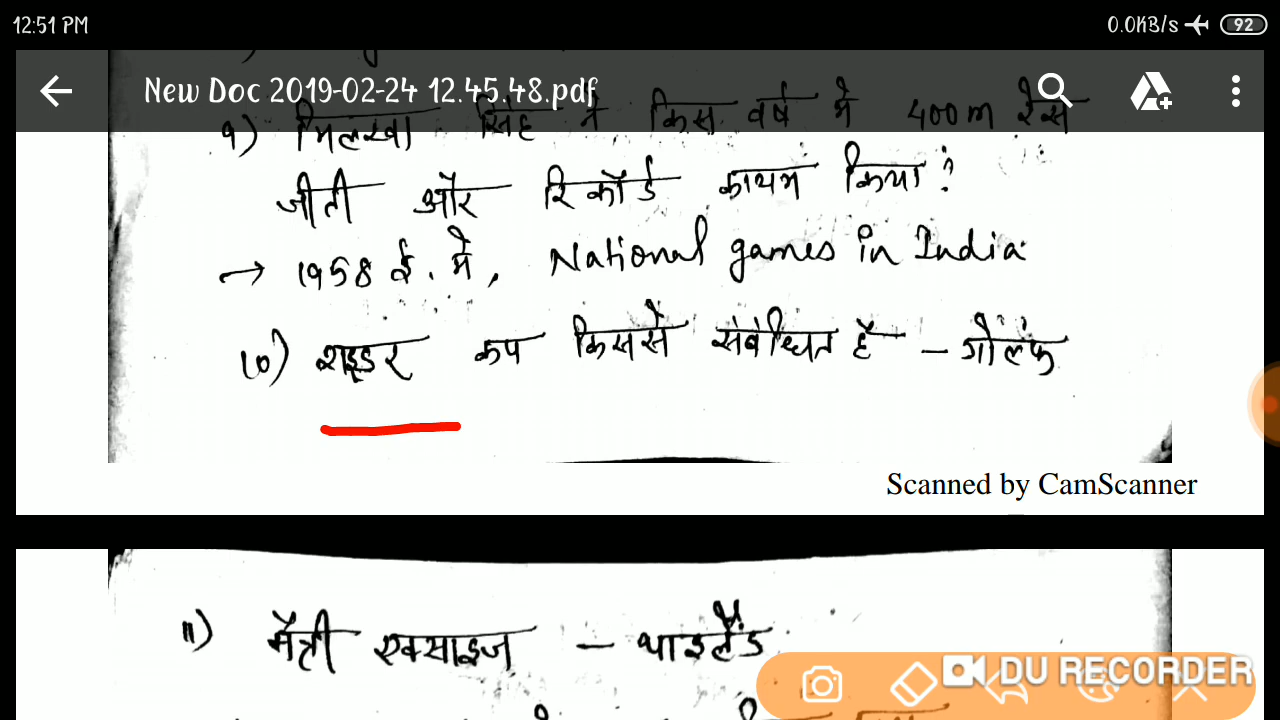 12:51 PM 0.0KB/s 92
New Doc 2019-02-24 12.45.48.pdf
9) मिलखा सिंह ने किस वर्ष में 400m रेस
जीती और रिकॉर्ड कायम किया?
→ 1958 ई. में, National games in India
10) राइडर कप किससे संबंधित है – गोल्फ
Scanned by CamScanner
11) मैत्री एक्साइज – थाईलैंड
DU RECORDER